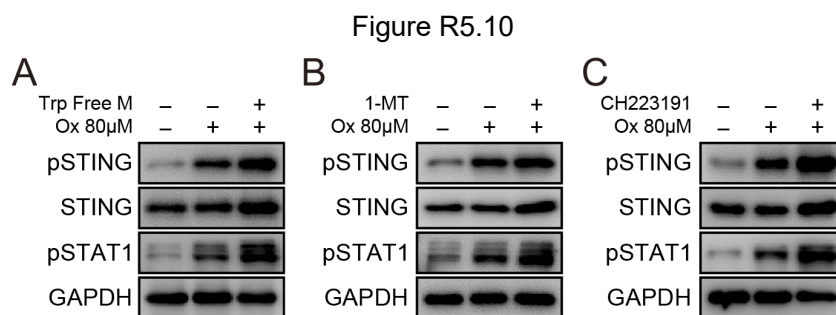 Figure R5.10
A
Trp Free M – – +
Ox 80μM – + +
pSTING
STING
pSTAT1
GAPDH
B
1-MT – – +
Ox 80μM – + +
pSTING
STING
pSTAT1
GAPDH
C
CH223191 – – +
Ox 80μM – + +
pSTING
STING
pSTAT1
GAPDH